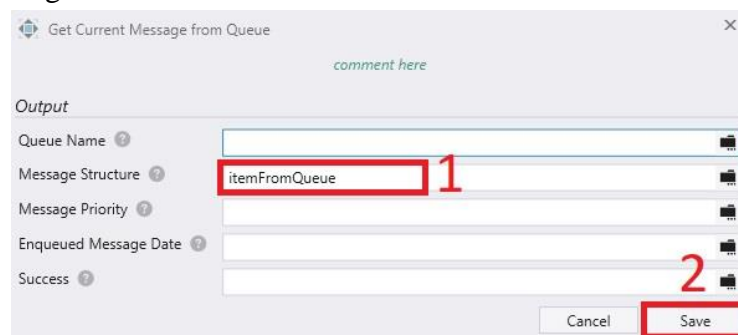 Get Current Message from Queue
comment here
Output
Queue Name
Message Structure itemFromQueue 1
Message Priority
Enqueued Message Date
Success
2
Cancel Save